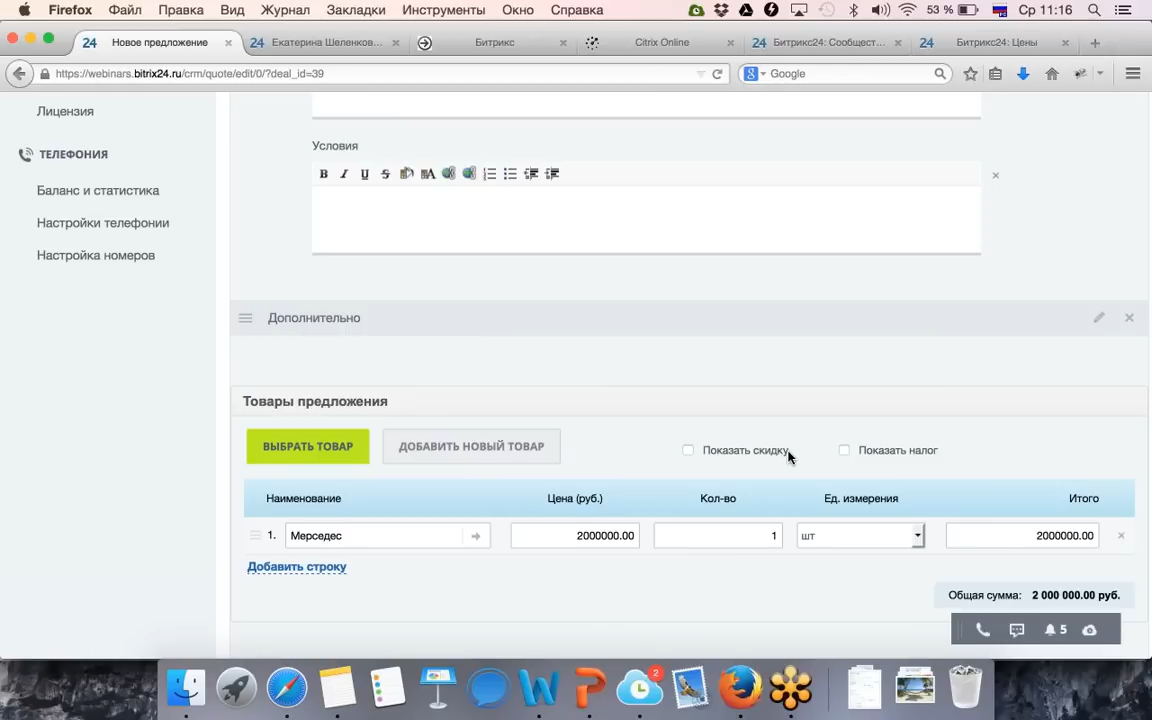 Firefox Файл Правка Вид Журнал Закладки Инструменты Окно Справка 53 % Ср 11:16
24 Новое предложение 24 Екатерина Шеленков... Битрикс Citrix Online 24 Битрикс24: Сообщест... 24 Битрикс24: Цены
https://webinars.bitrix24.ru/crm/quote/edit/0/?deal_id=39 Google
Лицензия
ТЕЛЕФОНИЯ
Баланс и статистика
Настройки телефонии
Настройка номеров
Условия
B I U S
Дополнительно
Товары предложения
ВЫБРАТЬ ТОВАР ДОБАВИТЬ НОВЫЙ ТОВАР Показать скидку Показать налог
Наименование Цена (руб.) Кол-во Ед. измерения Итого
1. Мерседес 2000000.00 1 шт 2000000.00
Добавить строку
Общая сумма: 2 000 000.00 руб.
5
2